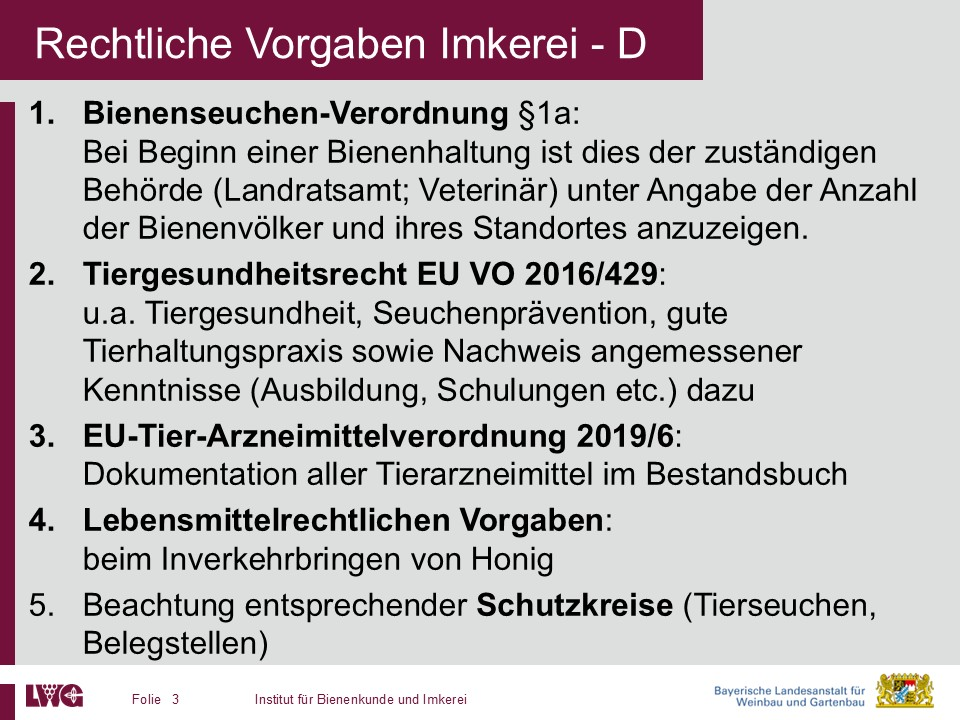 Rechtliche Vorgaben Imkerei - D
1. Bienenseuchen-Verordnung §1a:
Bei Beginn einer Bienenhaltung ist dies der zuständigen
Behörde (Landratsamt; Veterinär) unter Angabe der Anzahl
der Bienenvölker und ihres Standortes anzuzeigen.
2. Tiergesundheitsrecht EU VO 2016/429:
u.a. Tiergesundheit, Seuchenprävention, gute
Tierhaltungspraxis sowie Nachweis angemessener
Kenntnisse (Ausbildung, Schulungen etc.) dazu
3. EU-Tier-Arzneimittelverordnung 2019/6:
Dokumentation aller Tierarzneimittel im Bestandsbuch
4. Lebensmittelrechtlichen Vorgaben:
beim Inverkehrbringen von Honig
5. Beachtung entsprechender Schutzkreise (Tierseuchen,
Belegstellen)
LWG Folie 3 Institut für Bienenkunde und Imkerei
Bayerische Landesanstalt für
Weinbau und Gartenbau